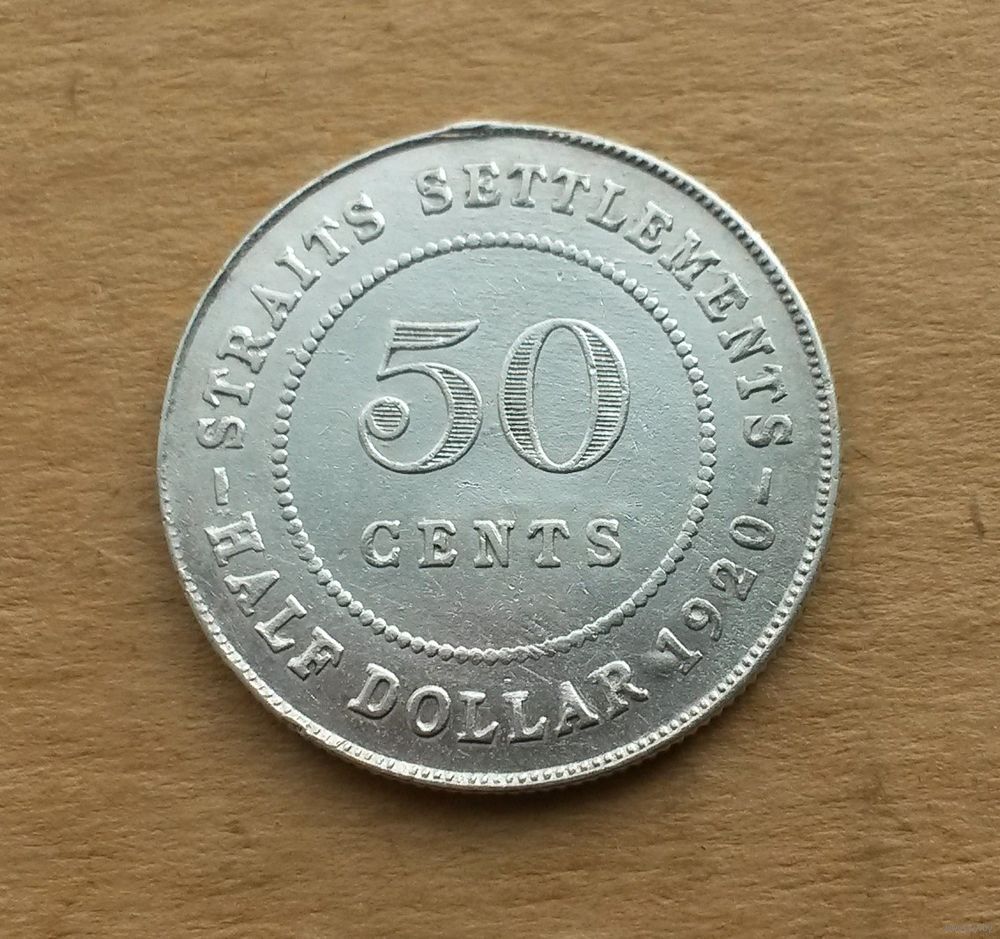 STRAITS SETTLEMENTS
50
CENTS
HALF DOLLAR 1920